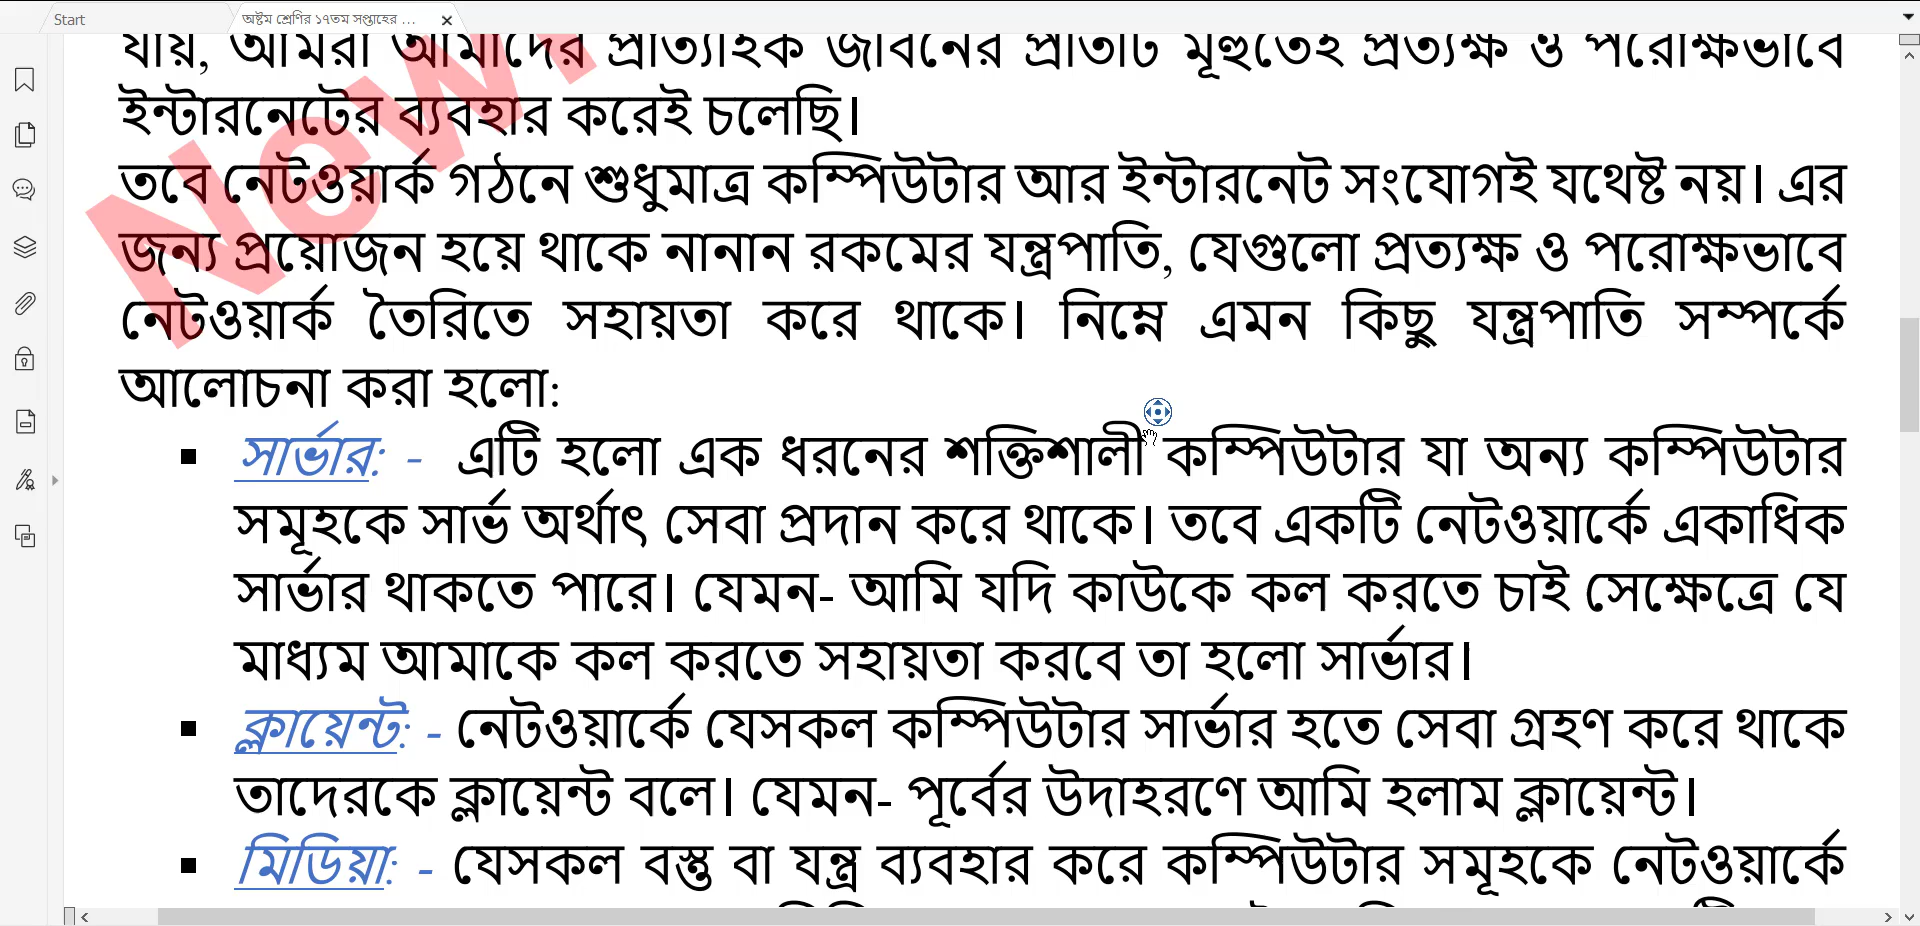 Start
অষ্টম শ্রেণির ১৭তম সপ্তাহের ...
যায়, আমরা আমাদের প্রাত্যাহিক জীবনের প্রতিটি মূহুর্তেই প্রত্যক্ষ ও পরোক্ষভাবে
ইন্টারনেটের ব্যবহার করেই চলেছি।
New!
তবে নেটওয়ার্ক গঠনে শুধুমাত্র কম্পিউটার আর ইন্টারনেট সংযোগই যথেষ্ট নয়। এর
জন্য প্রয়োজন হয়ে থাকে নানান রকমের যন্ত্রপাতি, যেগুলো প্রত্যক্ষ ও পরোক্ষভাবে
নেটওয়ার্ক তৈরিতে সহায়তা করে থাকে। নিম্নে এমন কিছু যন্ত্রপাতি সম্পর্কে
আলোচনা করা হলো:
▪ সার্ভার: - এটি হলো এক ধরনের শক্তিশালী কম্পিউটার যা অন্য কম্পিউটার
সমূহকে সার্ভ অর্থাৎ সেবা প্রদান করে থাকে। তবে একটি নেটওয়ার্কে একাধিক
সার্ভার থাকতে পারে। যেমন- আমি যদি কাউকে কল করতে চাই সেক্ষেত্রে যে
মাধ্যম আমাকে কল করতে সহায়তা করবে তা হলো সার্ভার।
▪ ক্লায়েন্ট: - নেটওয়ার্কে যেসকল কম্পিউটার সার্ভার হতে সেবা গ্রহণ করে থাকে
তাদেরকে ক্লায়েন্ট বলে। যেমন- পূর্বের উদাহরণে আমি হলাম ক্লায়েন্ট।
▪ মিডিয়া: - যেসকল বস্তু বা যন্ত্র ব্যবহার করে কম্পিউটার সমূহকে নেটওয়ার্কে